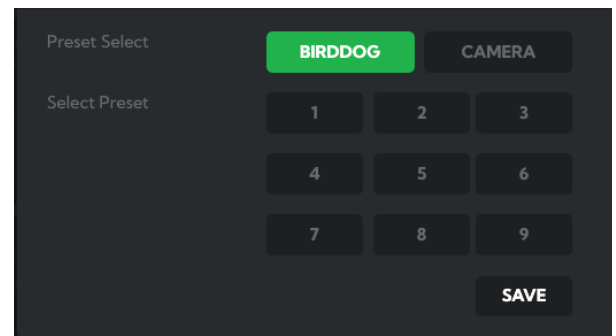 Preset Select BIRDDOG CAMERA
Select Preset 1 2 3
4 5 6
7 8 9
SAVE